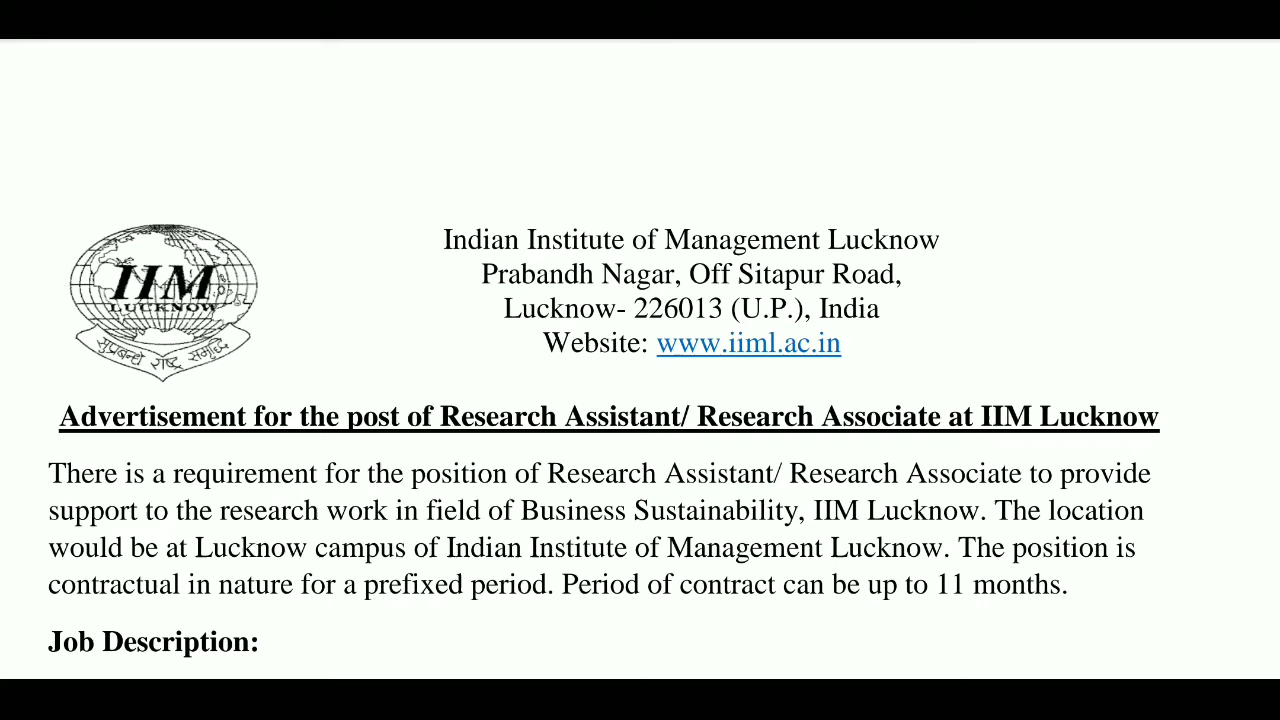 IIM
LUCKNOW
सुप्रबन्धे राष्ट्र समृद्धि
Indian Institute of Management Lucknow
Prabandh Nagar, Off Sitapur Road,
Lucknow- 226013 (U.P.), India
Website: www.iiml.ac.in
Advertisement for the post of Research Assistant/ Research Associate at IIM Lucknow
There is a requirement for the position of Research Assistant/ Research Associate to provide
support to the research work in field of Business Sustainability, IIM Lucknow. The location
would be at Lucknow campus of Indian Institute of Management Lucknow. The position is
contractual in nature for a prefixed period. Period of contract can be up to 11 months.
Job Description: